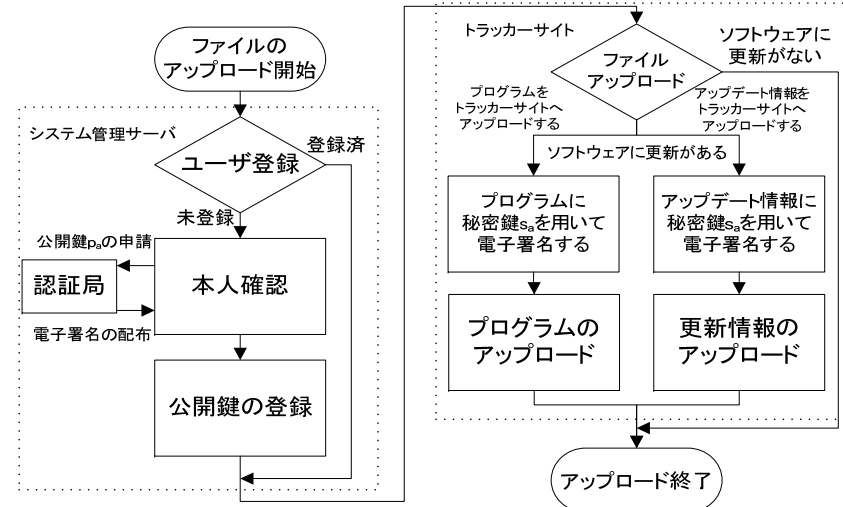 ファイルの
アップロード開始
システム管理サーバ
ユーザ登録
登録済
未登録
公開鍵paの申請
認証局
本人確認
電子署名の配布
公開鍵の登録
トラッカーサイト
ファイル
アップロード
ソフトウェアに
更新がない
プログラムを
トラッカーサイトへ
アップロードする
アップデート情報を
トラッカーサイトへ
アップロードする
ソフトウェアに更新がある
プログラムに
秘密鍵saを用いて
電子署名する
アップデート情報に
秘密鍵saを用いて
電子署名する
プログラムの
アップロード
更新情報の
アップロード
アップロード終了